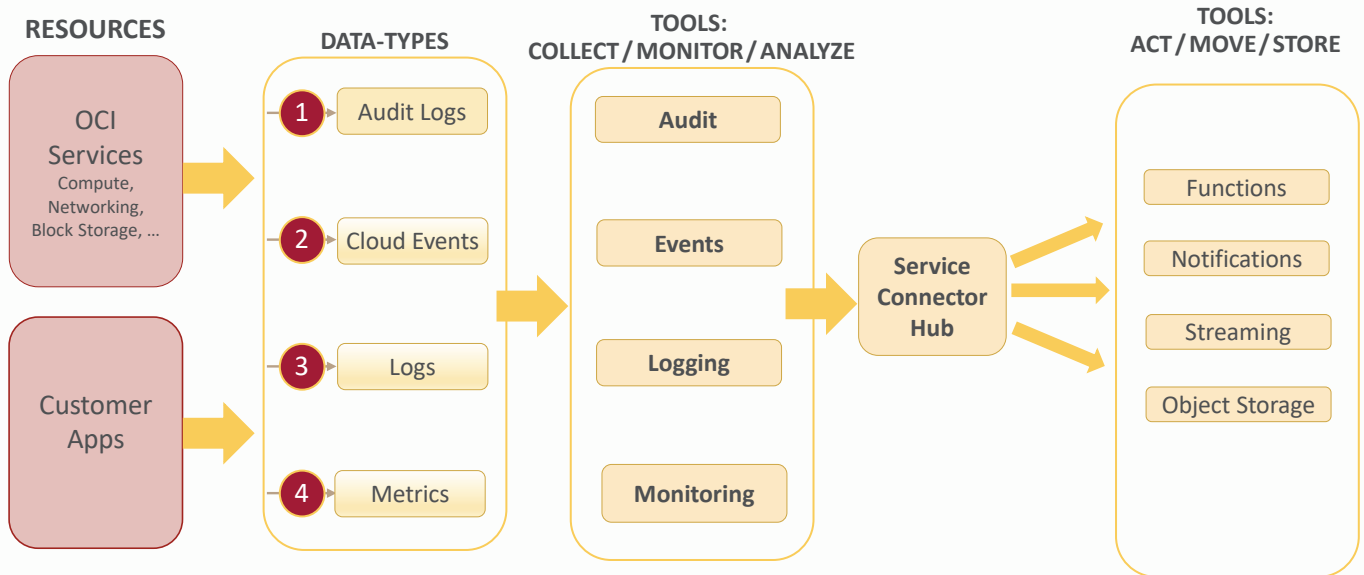 RESOURCES
OCI
Services
Compute,
Networking,
Block Storage, ...
Customer
Apps
DATA-TYPES
1
Audit Logs
2
Cloud Events
3
Logs
4
Metrics
TOOLS:
COLLECT / MONITOR / ANALYZE
Audit
Events
Logging
Monitoring
Service
Connector
Hub
TOOLS:
ACT / MOVE / STORE
Functions
Notifications
Streaming
Object Storage